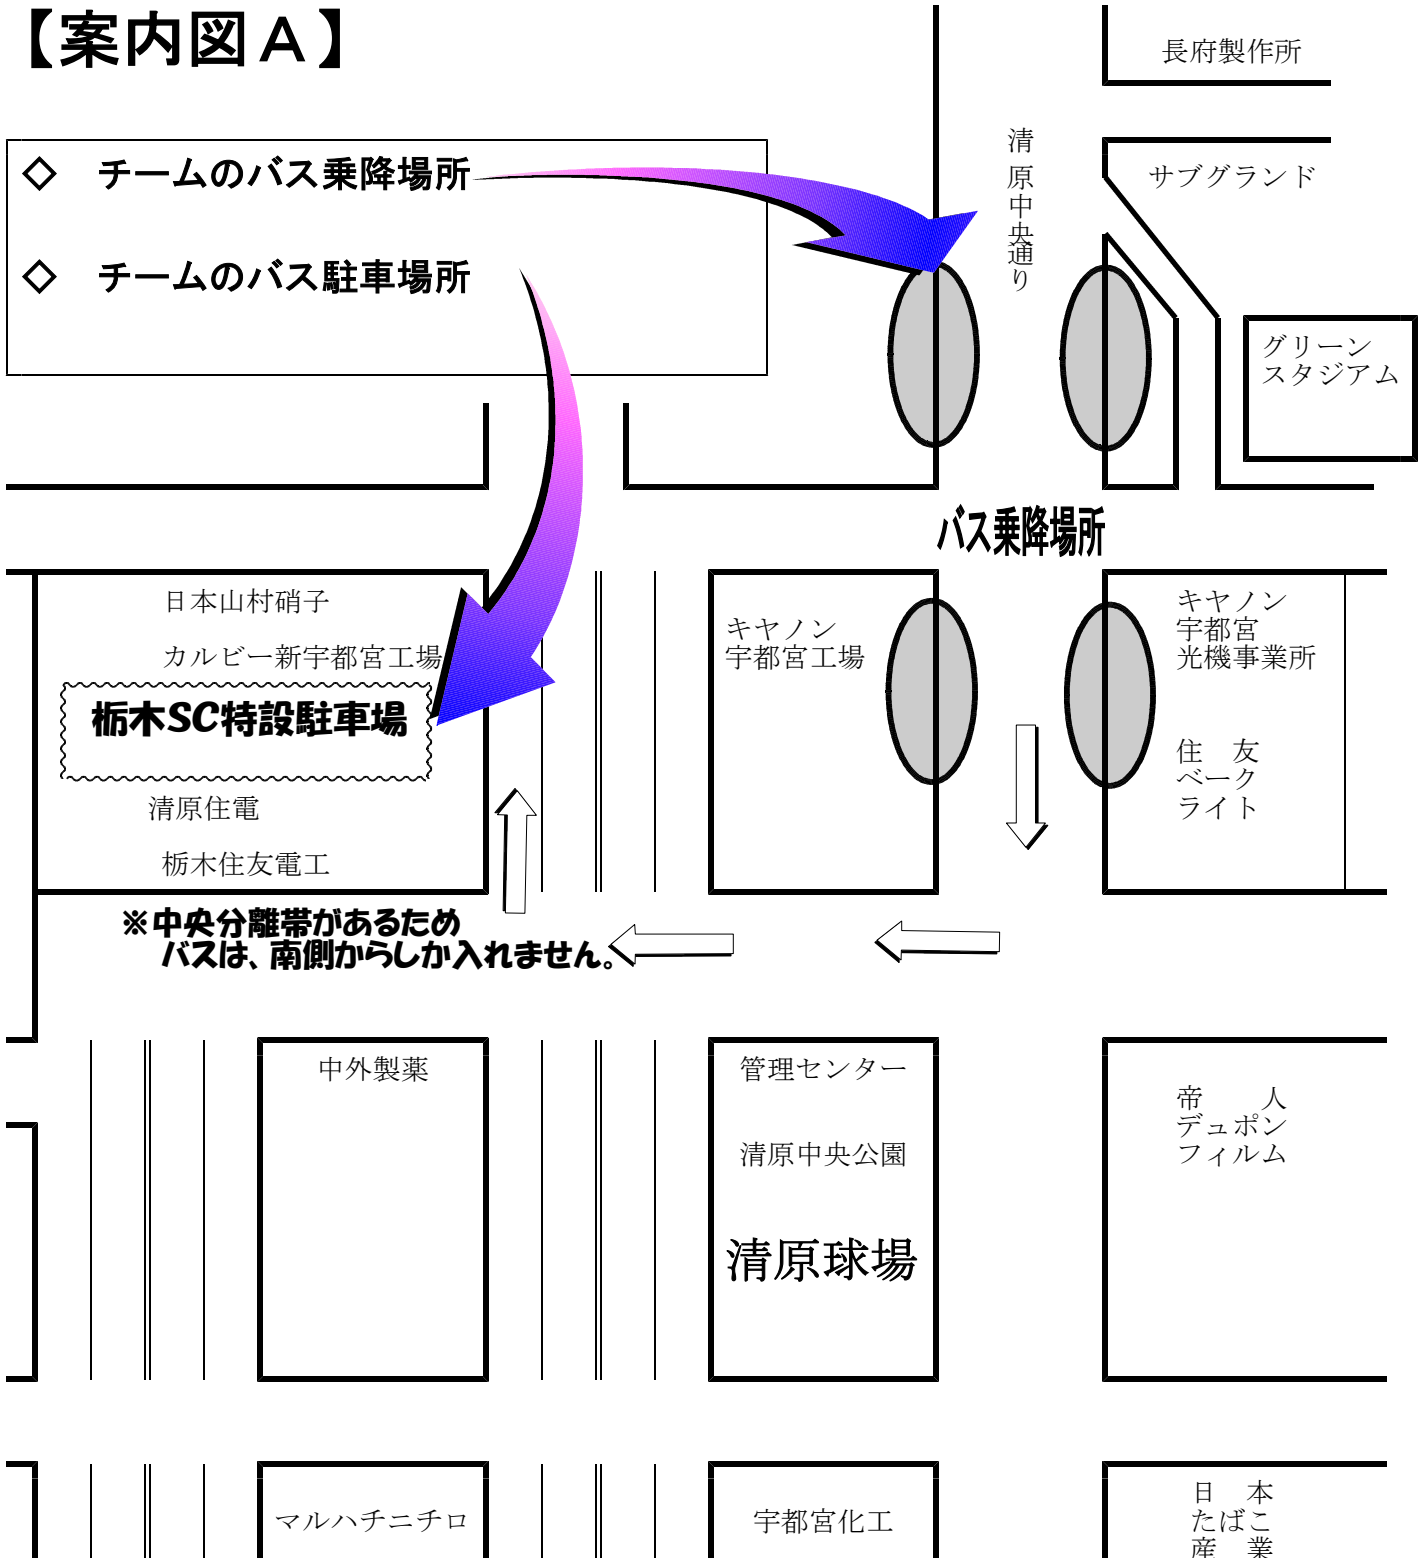 【案内図Ａ】
長府製作所
清原中央通り
◇　チームのバス乗降場所
サブグランド
◇　チームのバス駐車場所
グリーン
スタジアム
バス乗降場所
日本山村硝子
カルビー新宇都宮工場
栃木SC特設駐車場
清原住電
栃木住友電工
キヤノン
宇都宮工場
キヤノン
宇都宮
光機事業所
住　友
ベーク
ライト
※中央分離帯があるため
バスは、南側からしか入れません。
中外製薬
管理センター
清原中央公園
清原球場
帝　人
デュポン
フィルム
マルハチニチロ
宇都宮化工
日　本
たばこ
産　業